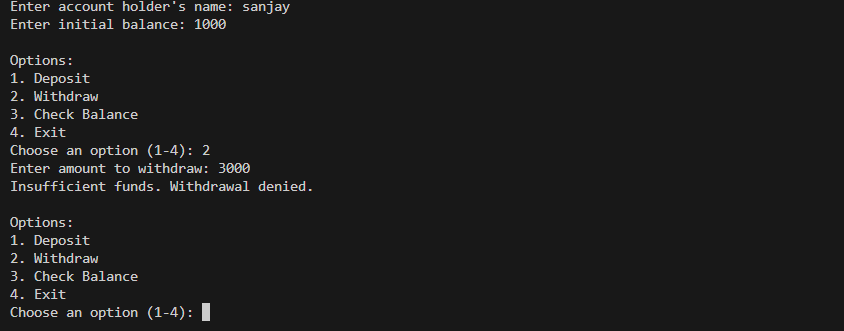 Enter account holder's name: sanjay
Enter initial balance: 1000
Options:
1. Deposit
2. Withdraw
3. Check Balance
4. Exit
Choose an option (1-4): 2
Enter amount to withdraw: 3000
Insufficient funds. Withdrawal denied.
Options:
1. Deposit
2. Withdraw
3. Check Balance
4. Exit
Choose an option (1-4):